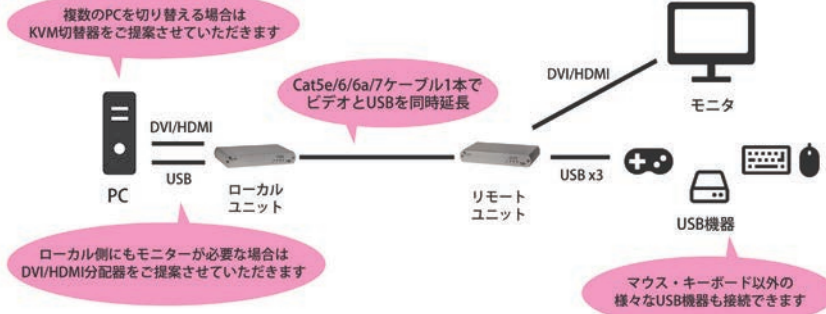 複数のPCを切り替える場合は
KVM切替器をご提案させていただきます
Cat5e/6/6a/7ケーブル1本で
ビデオとUSBを同時延長
DVI/HDMI
モニタ
DVI/HDMI
USB
PC
ローカル
ユニット
リモート
ユニット
USB x3
USB機器
ローカル側にもモニターが必要な場合は
DVI/HDMI分配器をご提案させていただきます
マウス・キーボード以外の
様々なUSB機器も接続できます